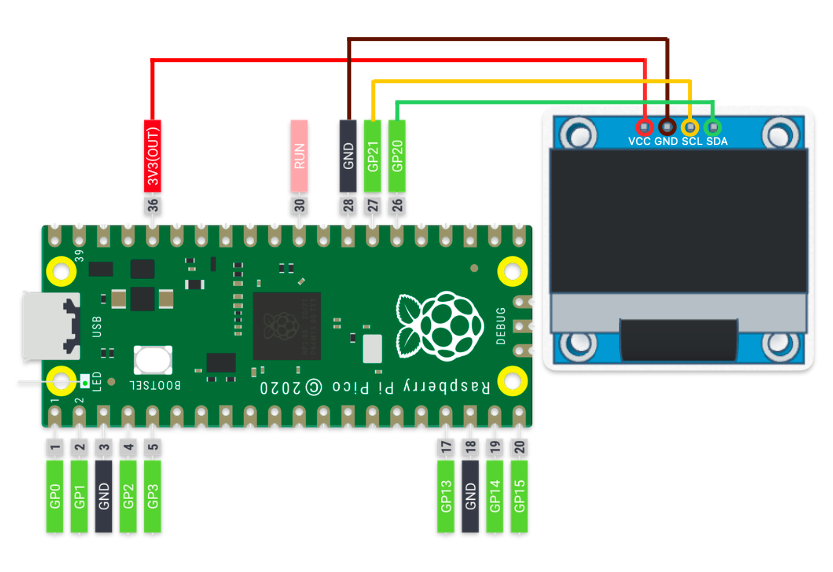 VCC GND SCL SDA
3V3(OUT)
RUN
GND
GP21
GP20
36
30
28
27
26
39
USB
DEBUG
LED
BOOTSEL
Raspberry Pi Pico © 2020
1
2
1
2
3
4
5
17
18
19
20
GP0
GP1
GND
GP2
GP3
GP13
GND
GP14
GP15